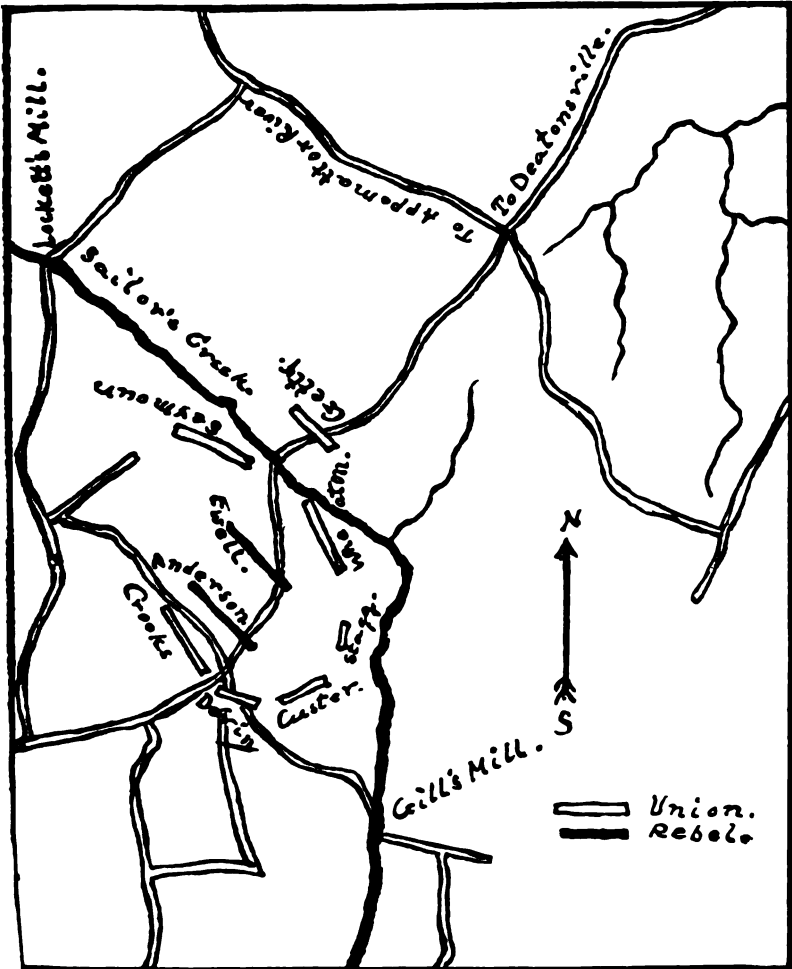 Lockett's Mill.
To Appomattox River
To Deatonsville.
Sailor's Creek.
Getty.
Seymour
Wheaton.
Ewell.
Anderson
Crooks
Stagg.
Custer.
Devin
N
S
Gill's Mill.
Union.
Rebel.